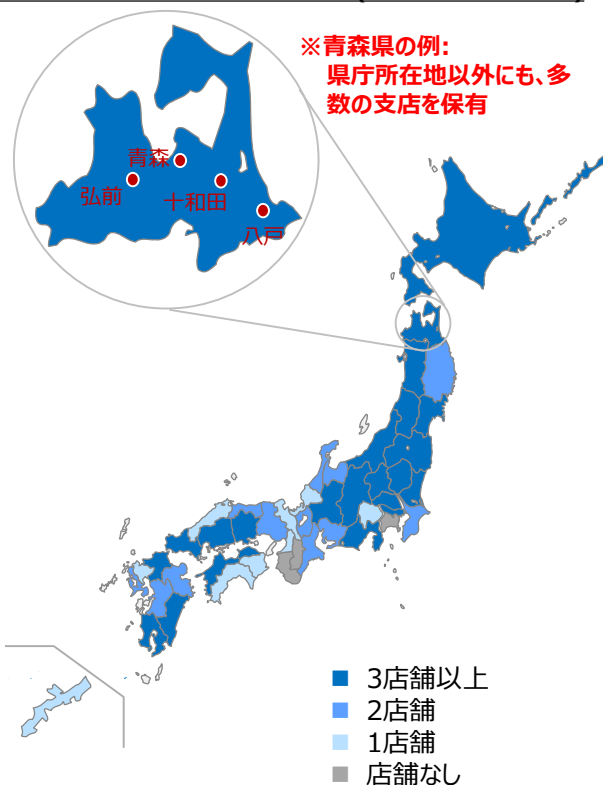 ※青森県の例:
県庁所在地以外にも、多
数の支店を保有
青森
弘前
十和田
八戸
3店舗以上
2店舗
1店舗
店舗なし